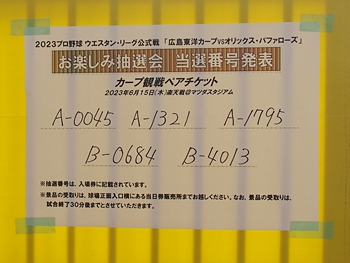 2023プロ野球 ウエスタン・リーグ公式戦 「広島東洋カープVSオリックス・バファローズ」
お楽しみ抽選会 当選番号発表
カープ観戦ペアチケット
2023年6月15日(木)楽天戦@マツダスタジアム
A-0045 A-1321 A-1795
B-0684 B-4013
※抽選番号は、入場券に記載されています。
※景品の受取りは、球場正面入口横にある当日券販売所までお越しください。なお、景品の受取りは、
試合終了30分後までとさせていただきます。